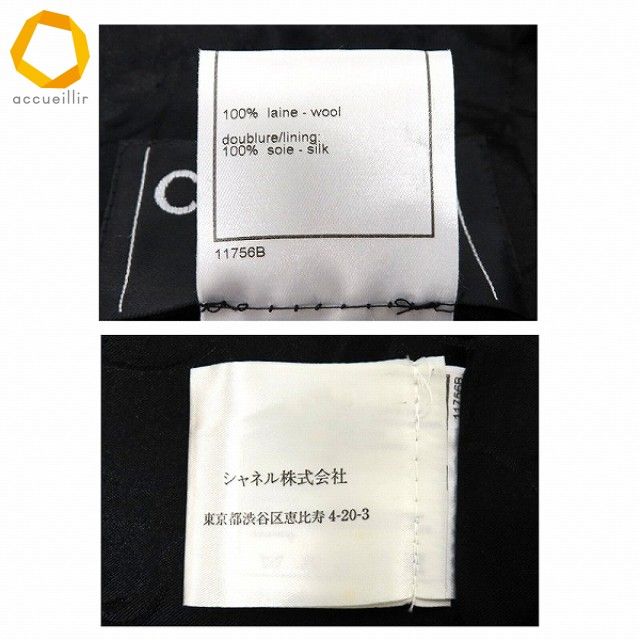 accueillir
100% laine - wool
doublure/lining:
100% soie - silk
C
11756B
11756B
シャネル株式会社
東京都渋谷区恵比寿 4-20-3